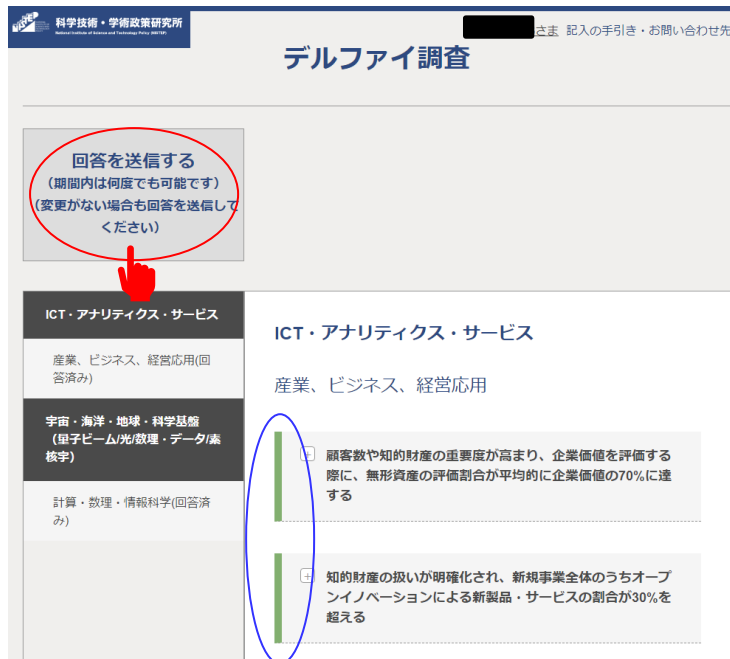 科学技術・学術政策研究所
National Institute of Science and Technology Policy (NISTEP)
さま 記入の手引き・お問い合わせ先
デルファイ調査
回答を送信する
(期間内は何度でも可能です)
(変更がない場合も回答を送信して
ください)
ICT・アナリティクス・サービス
産業、ビジネス、経営応用(回
答済み)
宇宙・海洋・地球・科学基盤
(量子ビーム/光/数理・データ/素
核宇)
計算・数理・情報科学(回答済
み)
ICT・アナリティクス・サービス
産業、ビジネス、経営応用
顧客数や知的財産の重要度が高まり、企業価値を評価する
際に、無形資産の評価割合が平均的に企業価値の70%に達
する
知的財産の扱いが明確化され、新規事業全体のうちオープ
ンイノベーションによる新製品・サービスの割合が30%を
超える